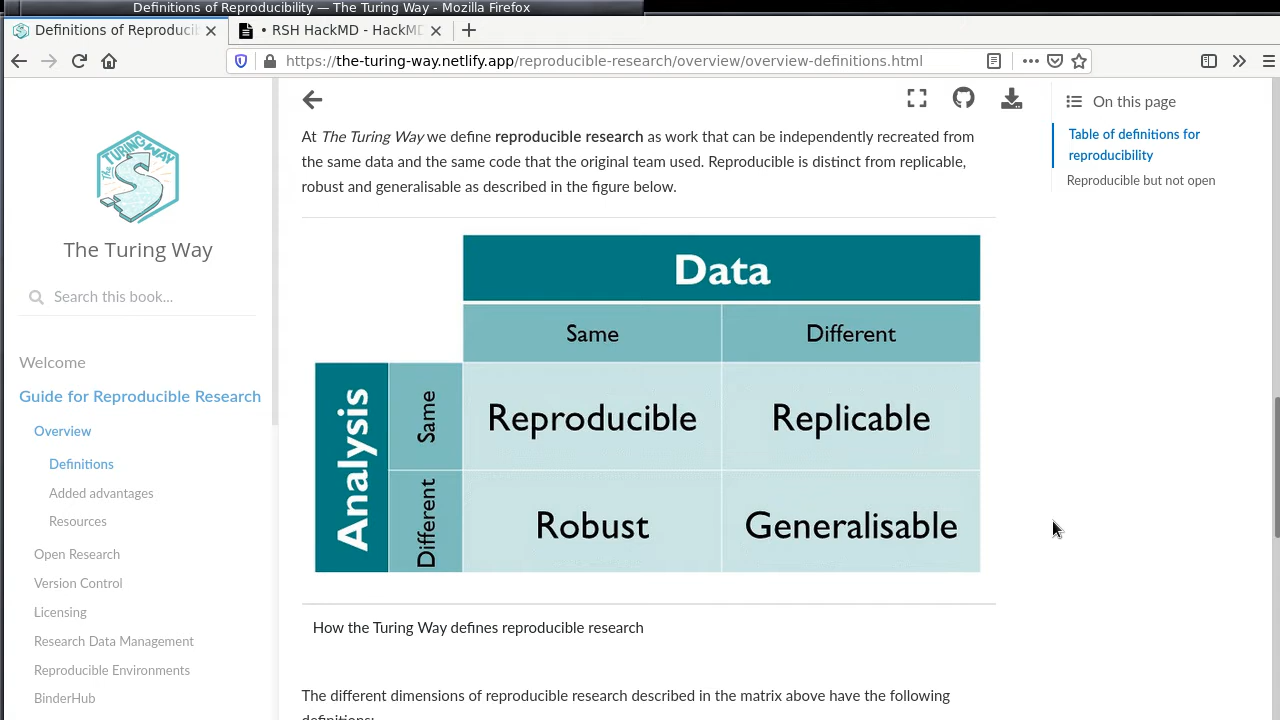 Definitions of Reproducibility — The Turing Way - Mozilla Firefox
Definitions of Reproducib
• RSH HackMD - HackM
https://the-turing-way.netlify.app/reproducible-research/overview/overview-definitions.html
The TURING WAY
The Turing Way
Search this book...
Welcome
Guide for Reproducible Research
Overview
Definitions
Added advantages
Resources
Open Research
Version Control
Licensing
Research Data Management
Reproducible Environments
BinderHub
At The Turing Way we define reproducible research as work that can be independently recreated from
the same data and the same code that the original team used. Reproducible is distinct from replicable,
robust and generalisable as described in the figure below.
Data
Same Different
Analysis
Same
Reproducible Replicable
Different
Robust Generalisable
How the Turing Way defines reproducible research
The different dimensions of reproducible research described in the matrix above have the following
definitions:
On this page
Table of definitions for
reproducibility
Reproducible but not open